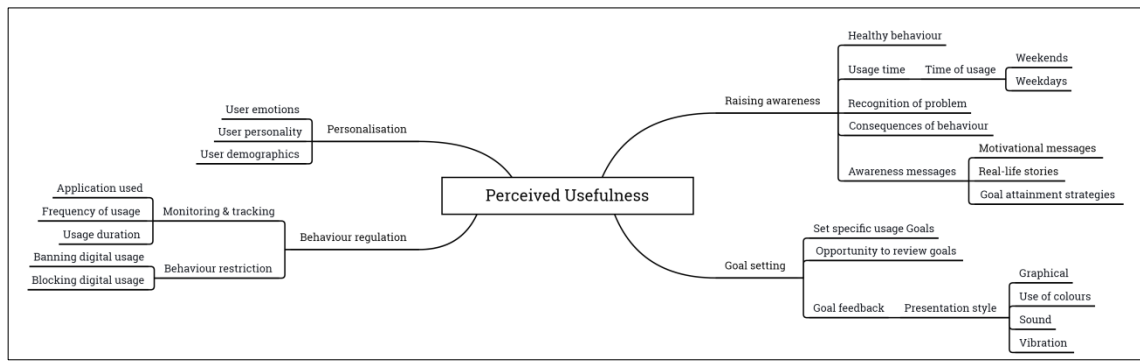 Perceived Usefulness
Personalisation
User emotions
User personality
User demographics
Behaviour regulation
Monitoring & tracking
Application used
Frequency of usage
Usage duration
Behaviour restriction
Banning digital usage
Blocking digital usage
Raising awareness
Healthy behaviour
Usage time
Time of usage
Weekends
Weekdays
Recognition of problem
Consequences of behaviour
Awareness messages
Motivational messages
Real-life stories
Goal attainment strategies
Goal setting
Set specific usage Goals
Opportunity to review goals
Goal feedback
Presentation style
Graphical
Use of colours
Sound
Vibration